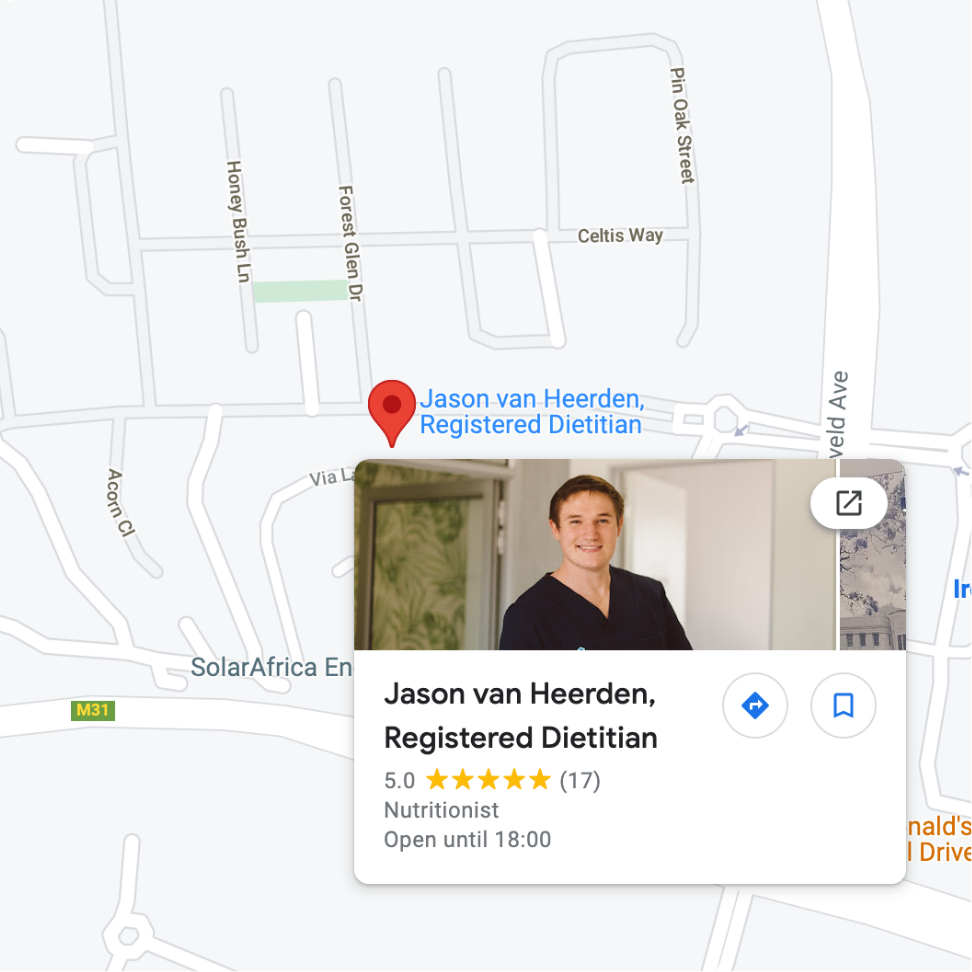 Pin Oak Street
Honey Bush Ln
Forest Glen Dr
Celtis Way
veld Ave
Jason van Heerden,
Registered Dietitian
Acorn Cl
Via L
SolarAfrica En
M31
Jason van Heerden,
Registered Dietitian
5.0 (17)
Nutritionist
Open until 18:00
Ir
nald's
l Drive